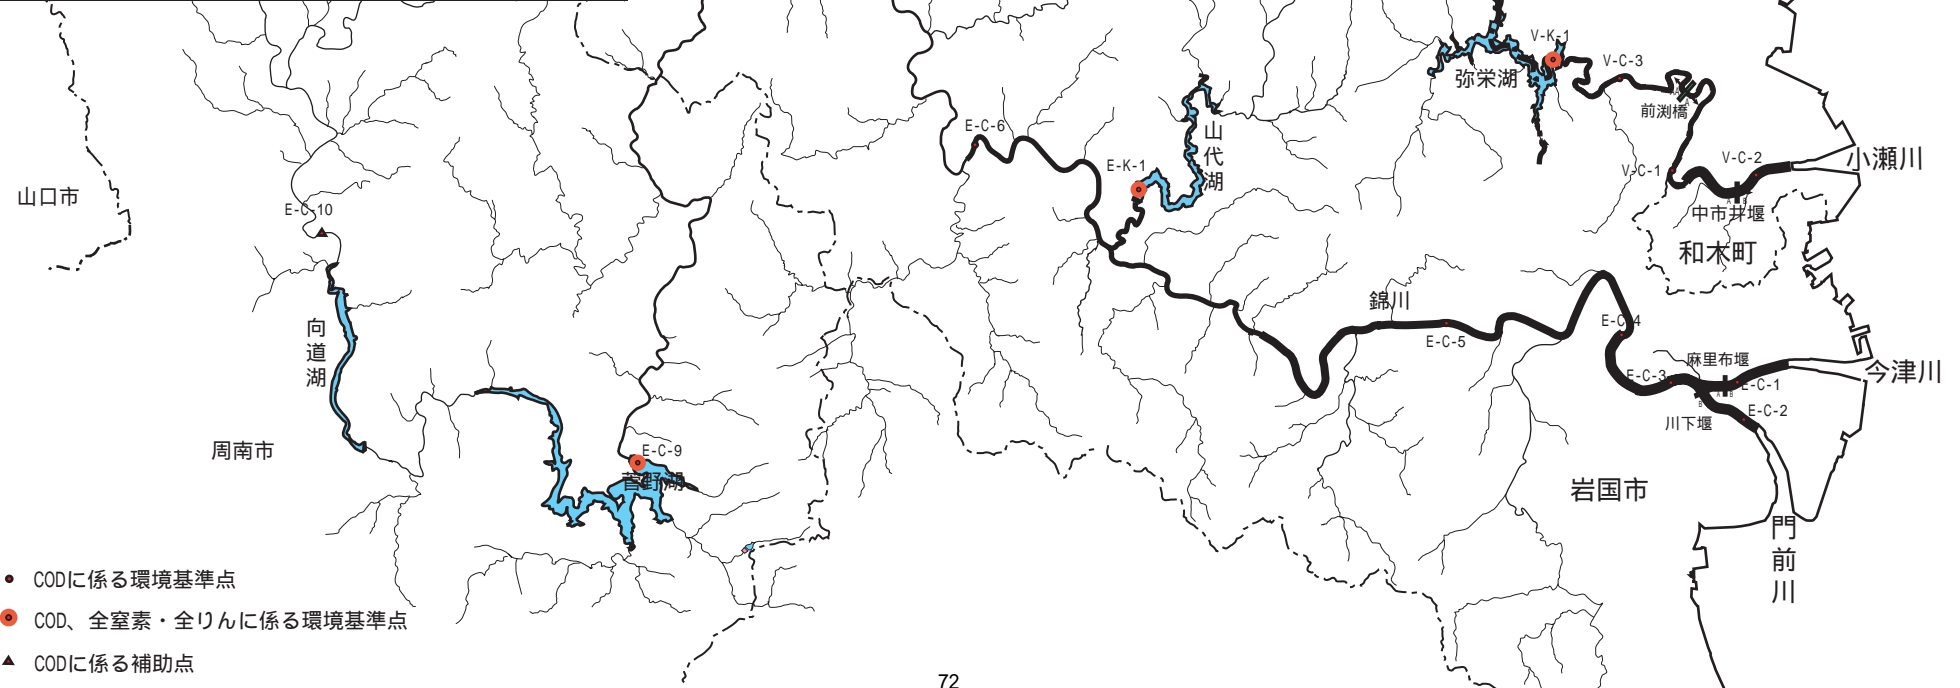 V-K-1
V-C-3
弥栄湖
前渕橋
E-C-6
山代湖
E-K-1
V-C-1
V-C-2
小瀬川
中市井堰
和木町
山口市
E-C-10
向道湖
錦川
E-C-5
E-C-4
麻里布堰
今津川
E-C-3
E-C-1
E-C-2
川下堰
周南市
E-C-9
菅野湖
岩国市
門前川
CODに係る環境基準点
COD、全窒素・全りんに係る環境基準点
CODに係る補助点
72